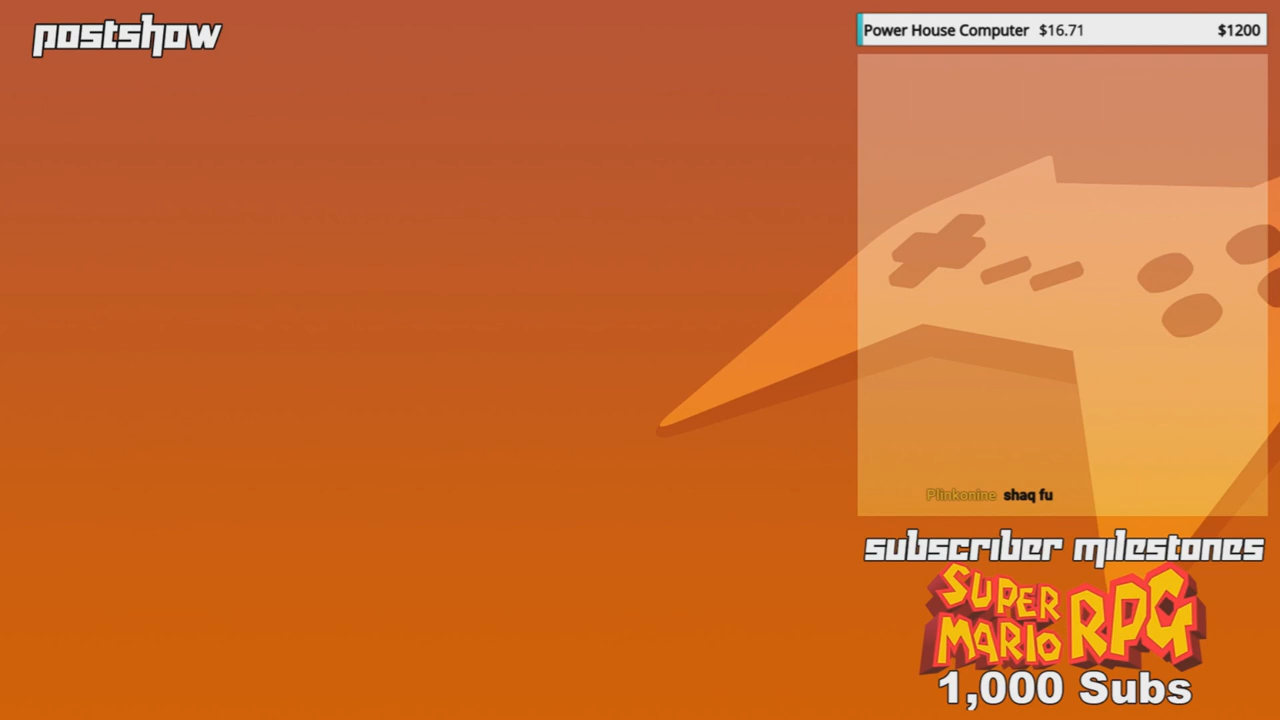 postshow
Power House Computer $16.71 $1200
Plinkonine shaq fu
subscriber milestones
SUPER
MARIO RPG
1,000 Subs